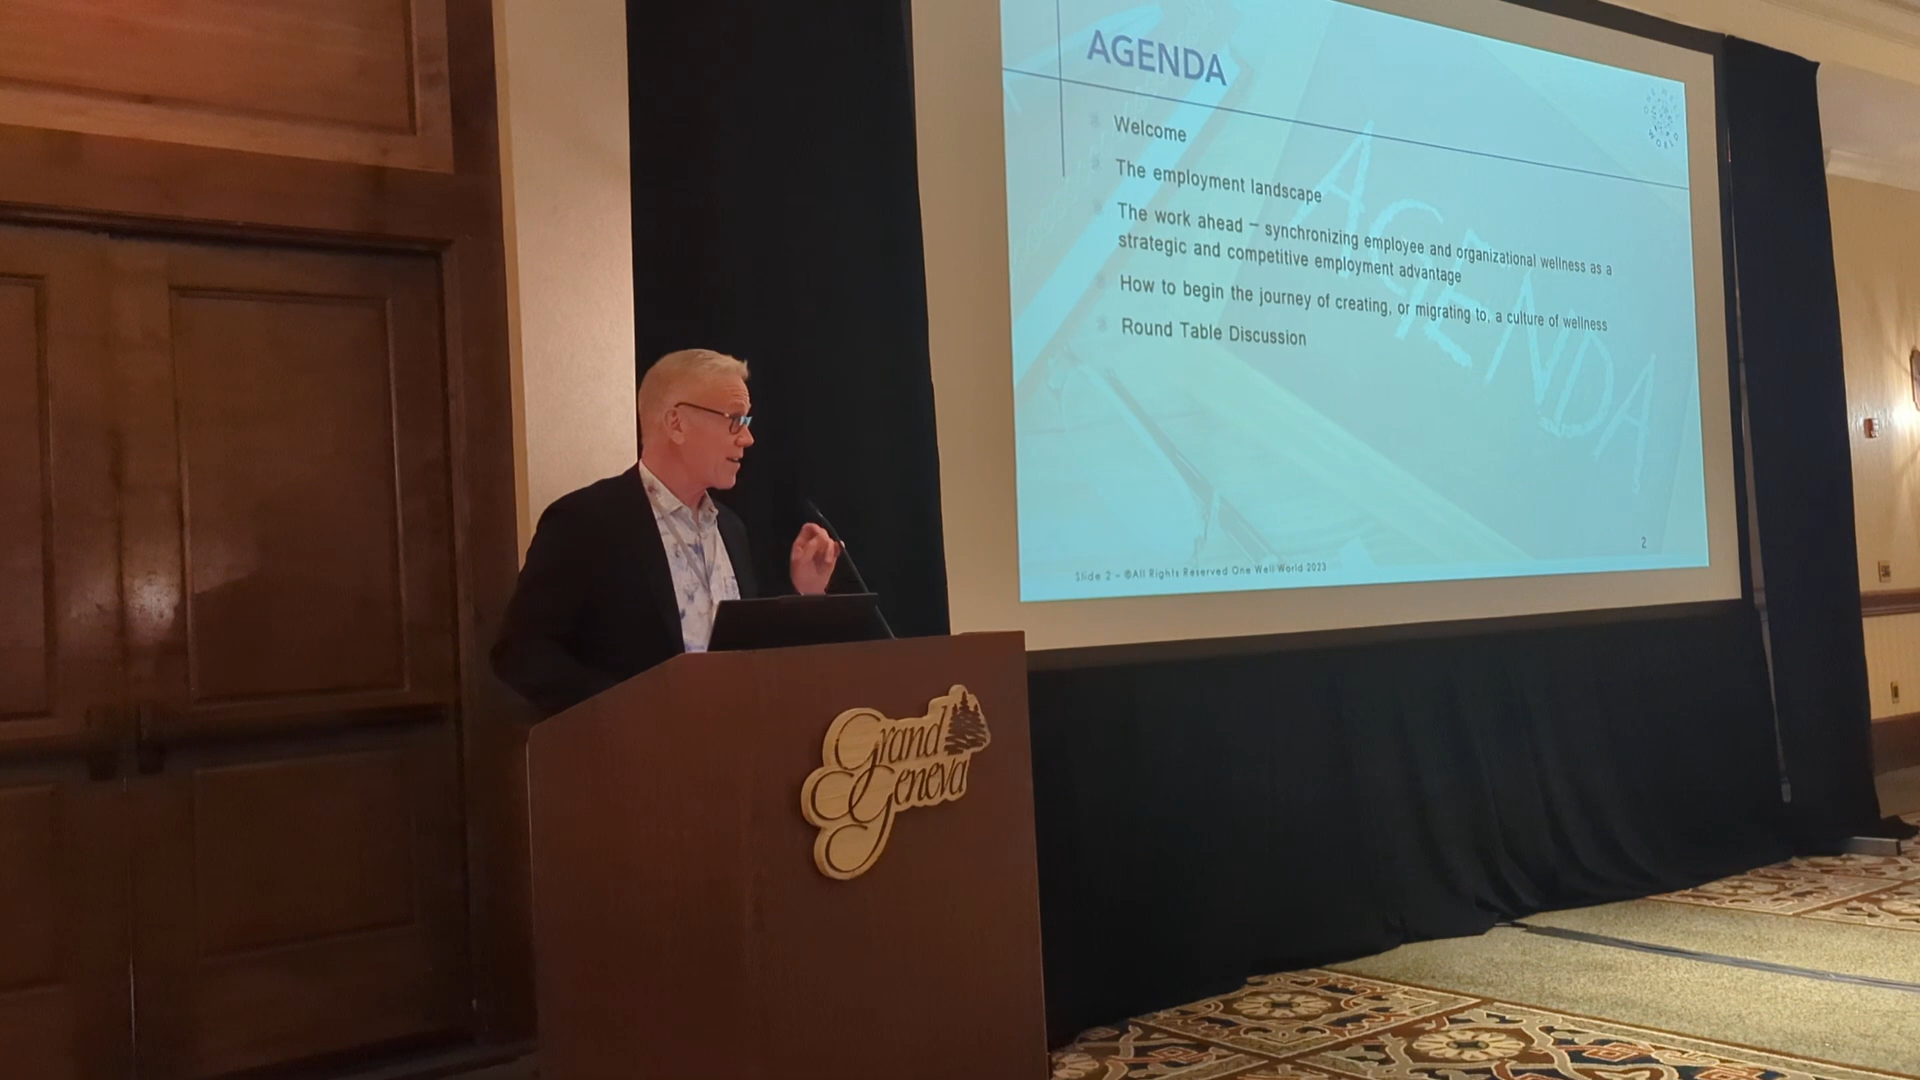 AGENDA
Welcome
The employment landscape
The work ahead – synchronizing employee and organizational wellness as a
strategic and competitive employment advantage
How to begin the journey of creating, or migrating to, a culture of wellness
Round Table Discussion
AGENDA
2
Slide 2 - ©All Rights Reserved One Well World 2023
Grand
Geneva